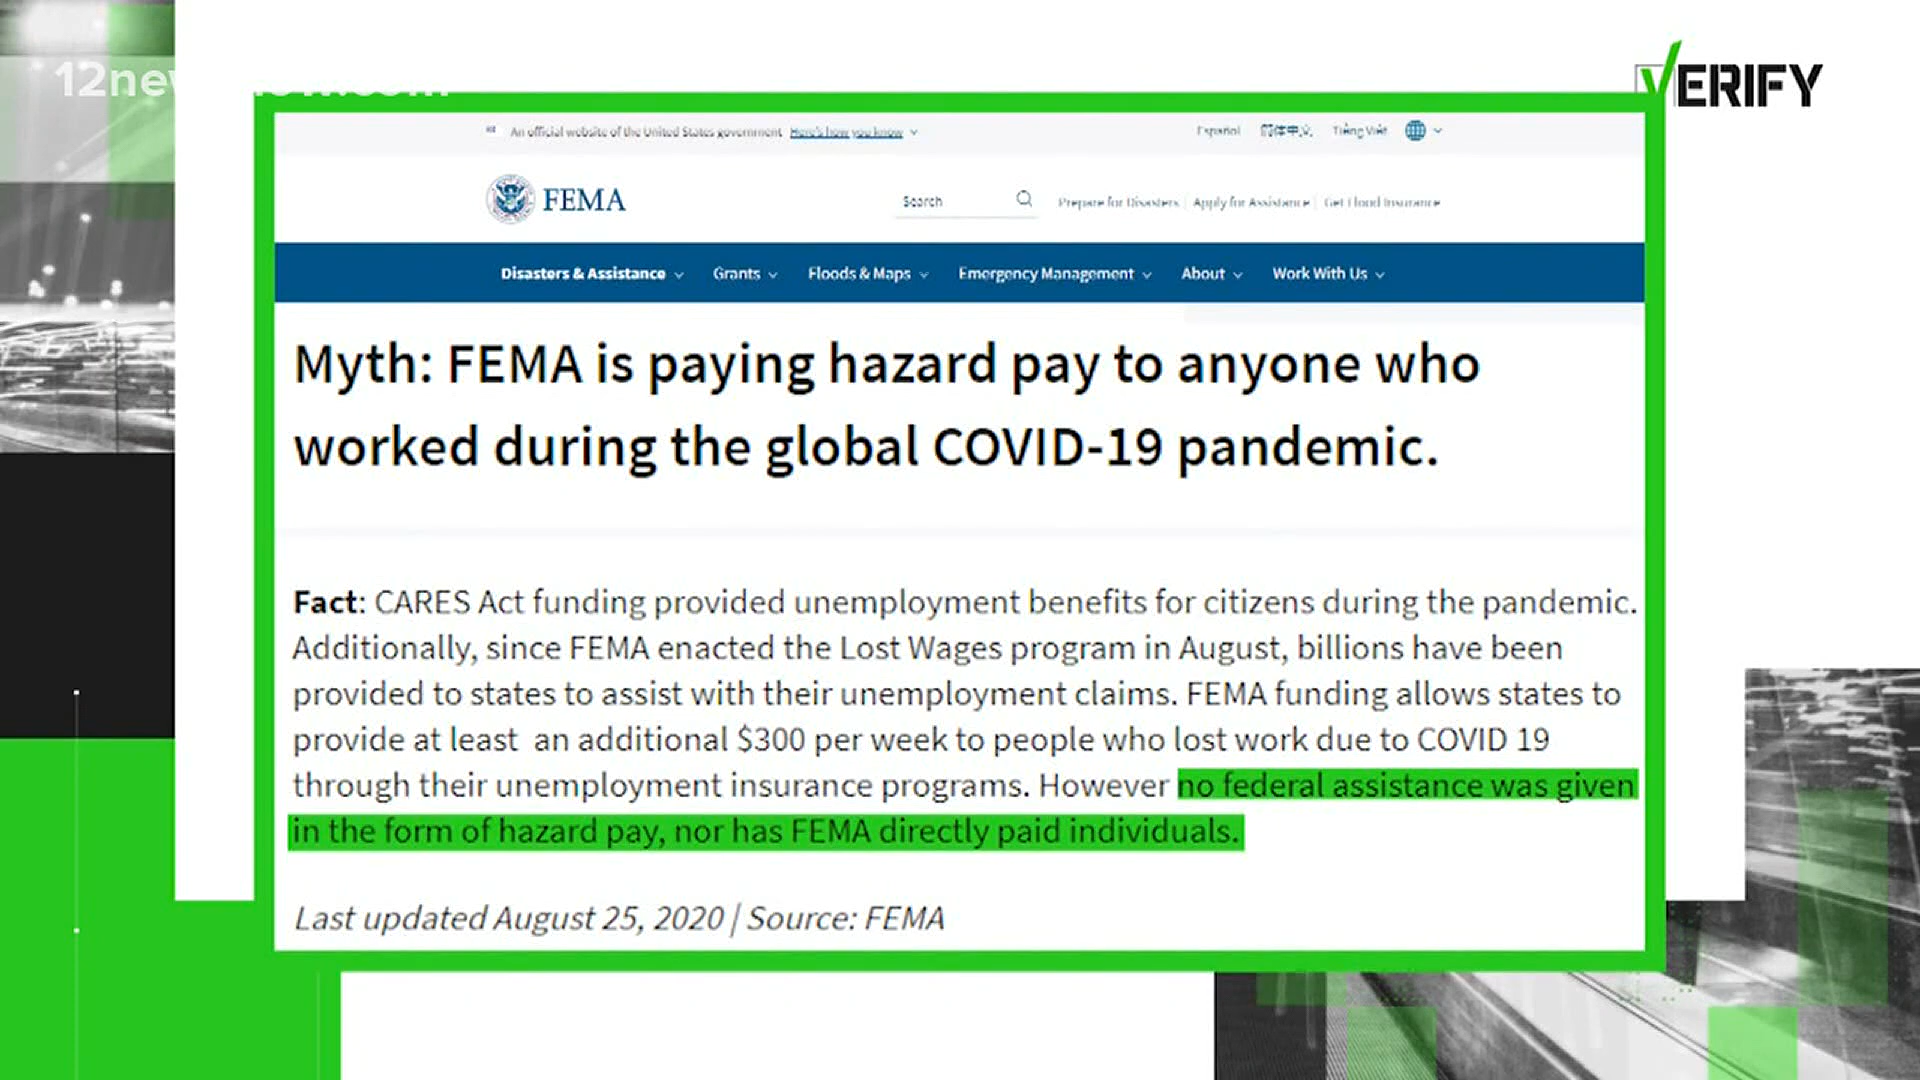 VERIFY
An official website of the United States government Here's how you know
Español 简体中文 Tiếng Việt
FEMA
Search
Prepare for Disasters Apply for Assistance Get Flood Insurance
Disasters & Assistance Grants Floods & Maps Emergency Management About Work With Us
Myth: FEMA is paying hazard pay to anyone who
worked during the global COVID-19 pandemic.
Fact: CARES Act funding provided unemployment benefits for citizens during the pandemic.
Additionally, since FEMA enacted the Lost Wages program in August, billions have been
provided to states to assist with their unemployment claims. FEMA funding allows states to
provide at least an additional $300 per week to people who lost work due to COVID 19
through their unemployment insurance programs. However no federal assistance was given
in the form of hazard pay, nor has FEMA directly paid individuals.
Last updated August 25, 2020 | Source: FEMA